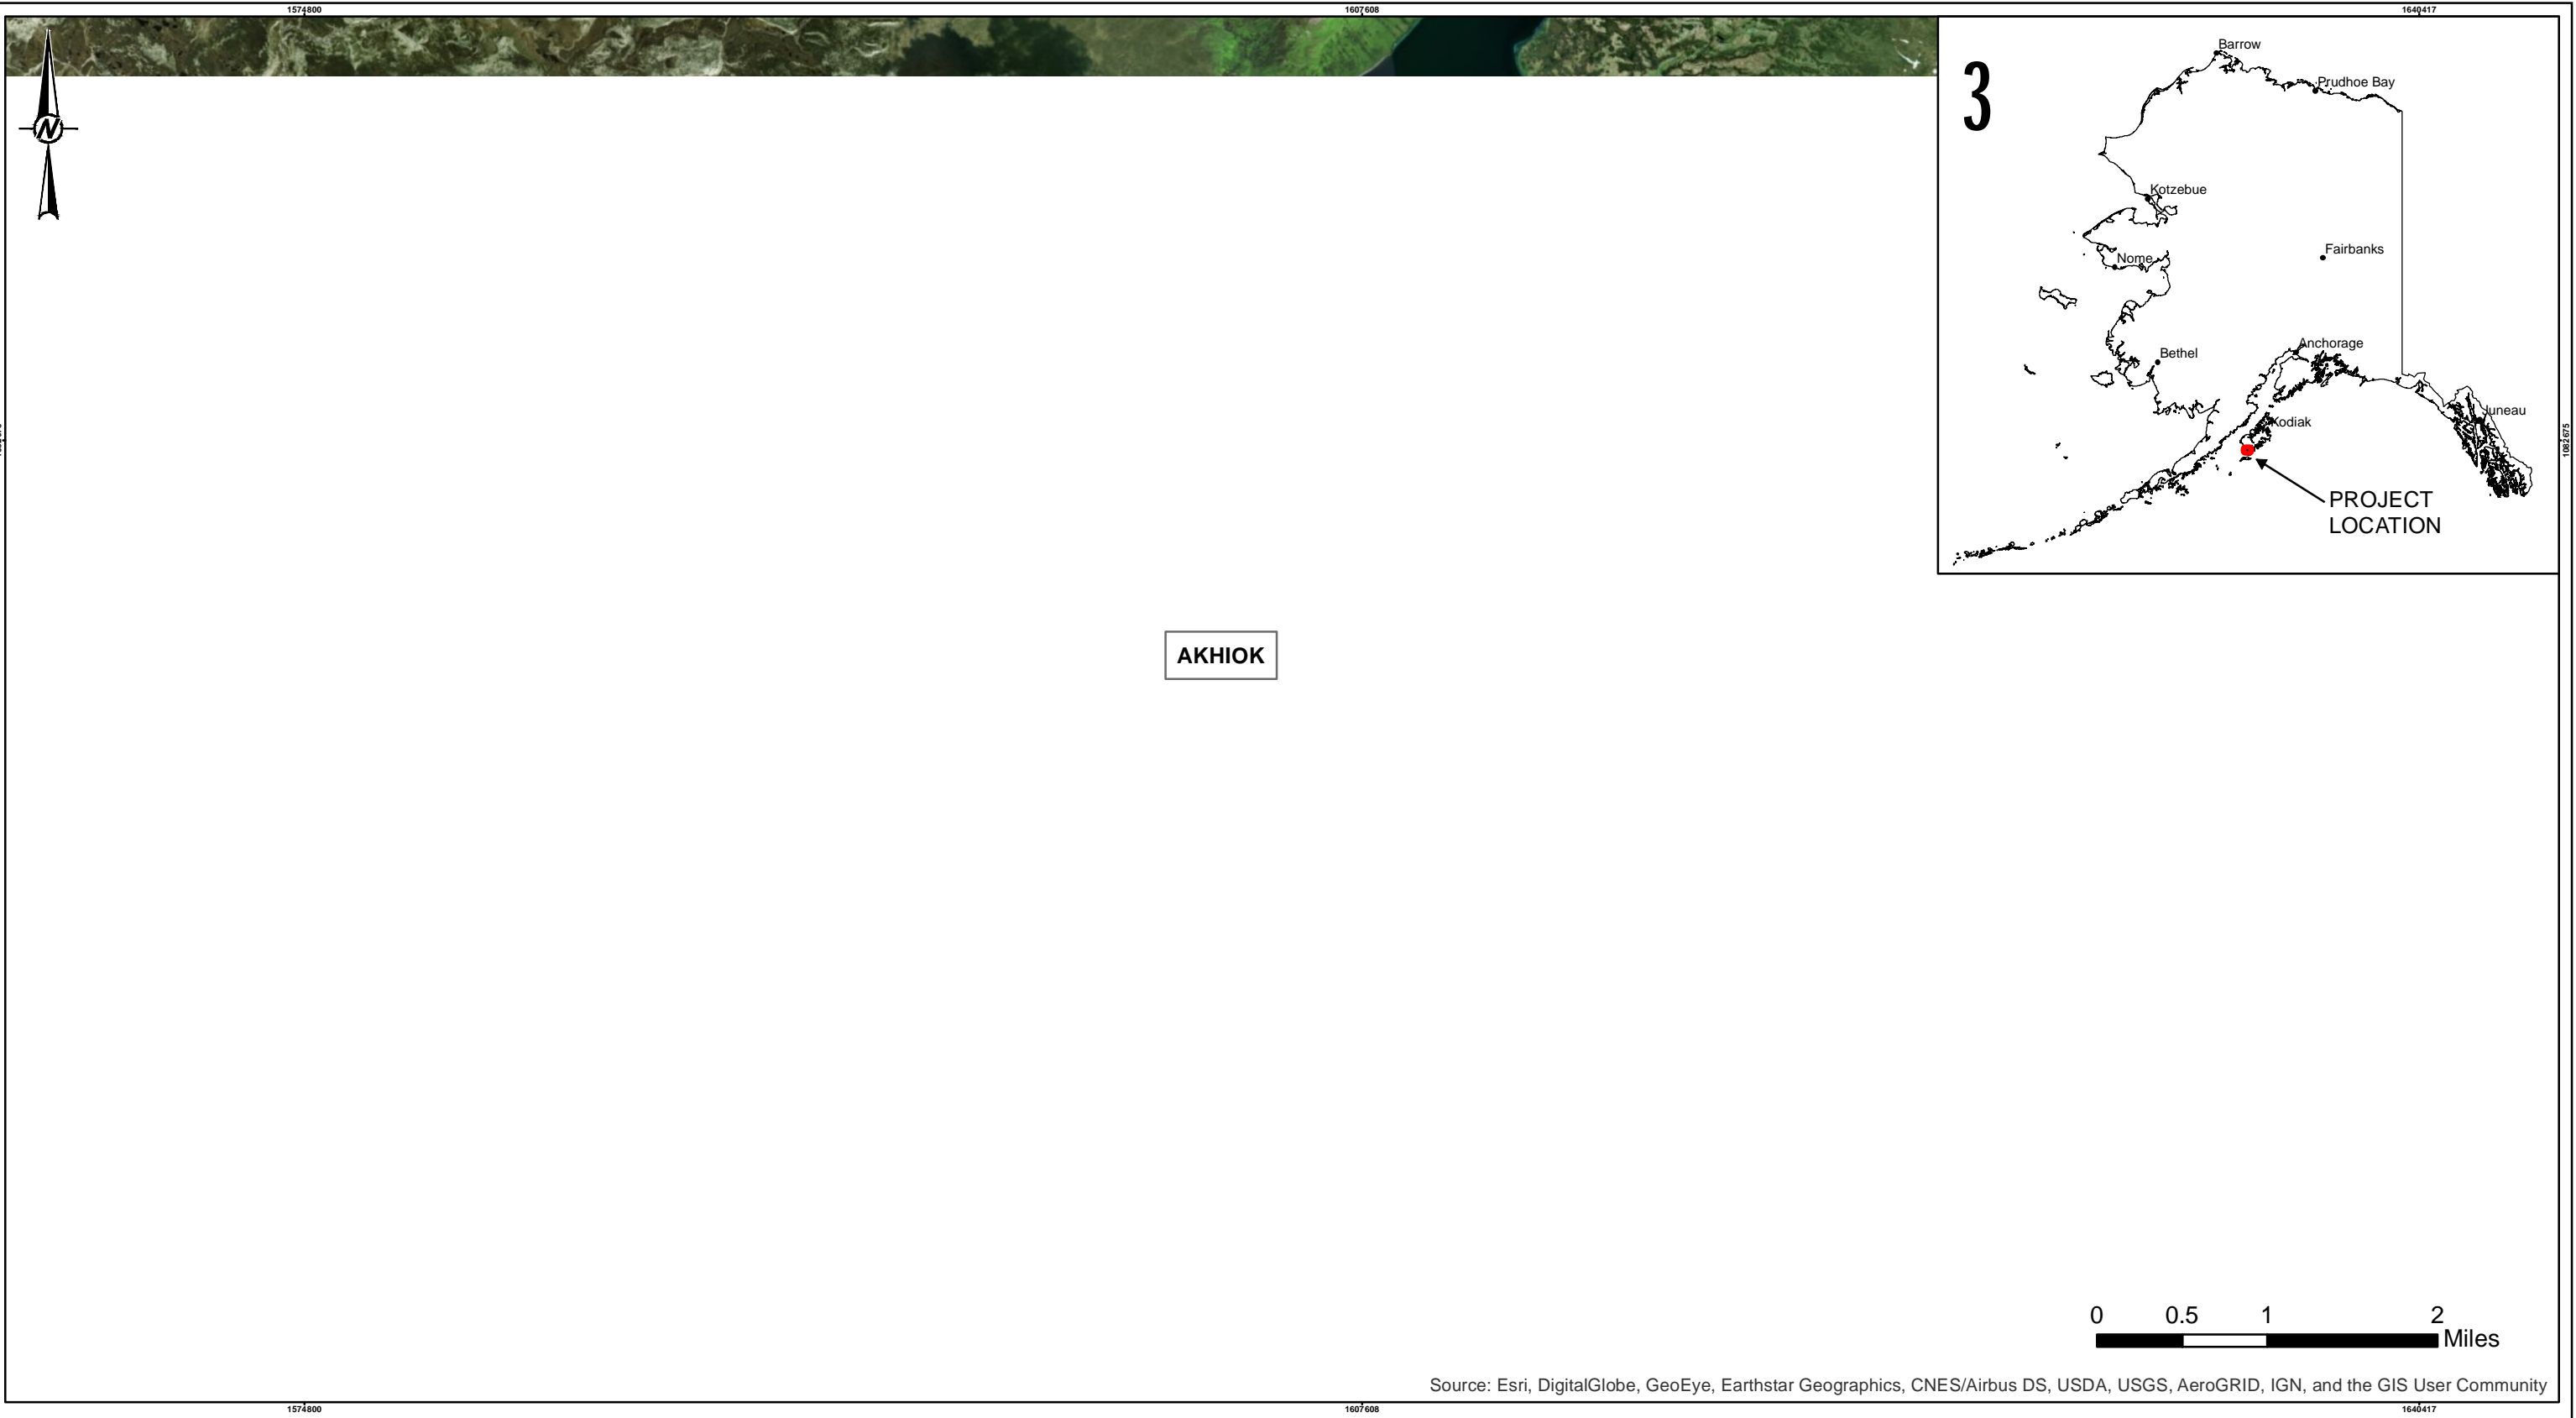 1574800
1607608
1640417
N
3
Barrow
Prudhoe Bay
Kotzebue
Fairbanks
Nome
Anchorage
Bethel
Juneau
Kodiak
1082675
PROJECT
LOCATION
AKHIOK
0 0.5 1 2
Miles
Source: Esri, DigitalGlobe, GeoEye, Earthstar Geographics, CNES/Airbus DS, USDA, USGS, AeroGRID, IGN, and the GIS User Community
1574800
1607608
1640417